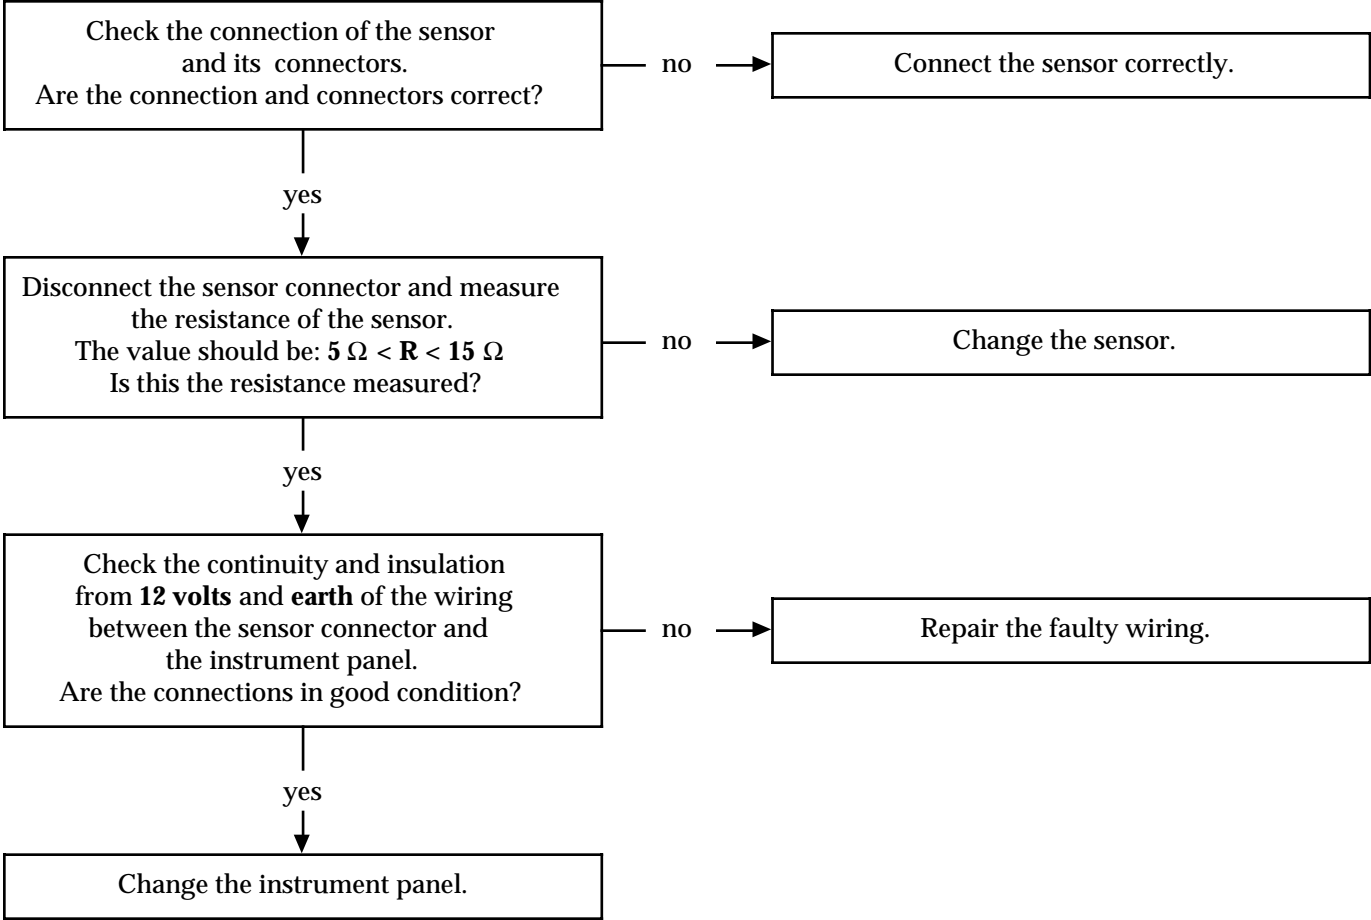 Check the connection of the sensor
and its connectors.
Are the connection and connectors correct?
no
Connect the sensor correctly.
yes
Disconnect the sensor connector and measure
the resistance of the sensor.
The value should be: 5 Ω < R < 15 Ω
Is this the resistance measured?
no
Change the sensor.
yes
Check the continuity and insulation
from 12 volts and earth of the wiring
between the sensor connector and
the instrument panel.
Are the connections in good condition?
no
Repair the faulty wiring.
yes
Change the instrument panel.